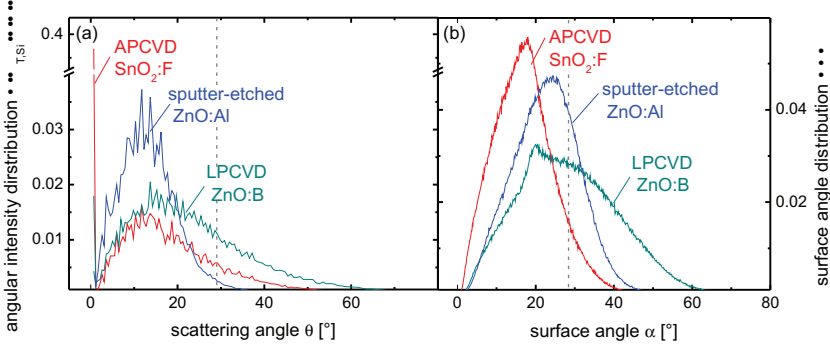 (a)
APCVD
SnO₂:F
sputter-etched
ZnO:Al
LPCVD
ZnO:B
0.4
0.03
0.02
0.01
0
20
40
60
scattering angle θ [°]
angular intensity dirstribution
T,Si
(b)
APCVD
SnO₂:F
sputter-etched
ZnO:Al
LPCVD
ZnO:B
0.04
0.02
0
20
40
60
80
surface angle α [°]
surface angle distribution